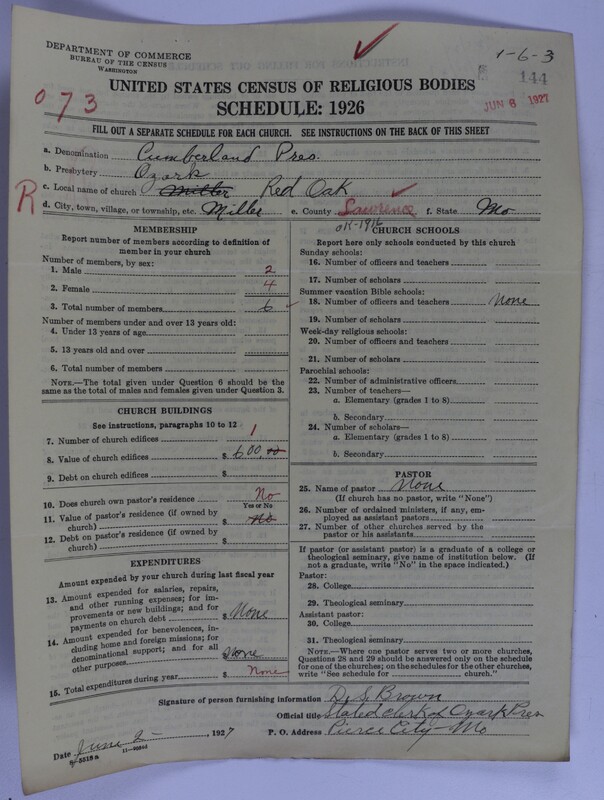 DEPARTMENT OF COMMERCE
BUREAU OF THE CENSUS
WASHINGTON
1-6-3
144
JUN 6 1927
073
UNITED STATES CENSUS OF RELIGIOUS BODIES
SCHEDULE: 1926
FILL OUT A SEPARATE SCHEDULE FOR EACH CHURCH. SEE INSTRUCTIONS ON THE BACK OF THIS SHEET
a. Denomination Cumberland Pres.
b. Presbytery Ozark
R
c. Local name of church Miller Red Oak
d. City, town, village, or township, etc. Miller e. County Lawrence f. State Mo
OK-1916
MEMBERSHIP
Report number of members according to definition of
member in your church
Number of members, by sex:
1. Male 2
2. Female 4
3. Total number of members 6
Number of members under and over 13 years old:
4. Under 13 years of age
5. 13 years old and over
6. Total number of members
NOTE.—The total given under Question 6 should be
the same as the total of males and females given under Question 3.
CHURCH BUILDINGS
See instructions, paragraphs 10 to 12
7. Number of church edifices 1
8. Value of church edifices $ 600.00
9. Debt on church edifices $
10. Does church own pastor's residence No
Yes or No
11. Value of pastor's residence (if owned by
church) $ No
12. Debt on pastor's residence (if owned by
church) $
EXPENDITURES
Amount expended by your church during last fiscal year
13. Amount expended for salaries, repairs,
and other running expenses; for im-
provements or new buildings; and for
payments on church debt $ None
14. Amount expended for benevolences, in-
cluding home and foreign missions; for
denominational support; and for all
other purposes None
15. Total expenditures during year $ None
CHURCH SCHOOLS
Report here only schools conducted by this church
Sunday schools:
16. Number of officers and teachers
17. Number of scholars
Summer vacation Bible schools:
18. Number of officers and teachers None
19. Number of scholars
Week-day religious schools:
20. Number of officers and teachers
21. Number of scholars
Parochial schools:
22. Number of administrative officers
23. Number of teachers—
a. Elementary (grades 1 to 8)
b. Secondary
24. Number of scholars—
a. Elementary (grades 1 to 8)
b. Secondary
PASTOR
25. Name of pastor None
(If church has no pastor, write "None")
26. Number of ordained ministers, if any, em-
ployed as assistant pastors
27. Number of other churches served by the
pastor or his assistants
If pastor (or assistant pastor) is a graduate of a college or
theological seminary, give name of institution below. (If
not a graduate, write "No" in the space indicated.)
Pastor:
28. College
29. Theological seminary
Assistant pastor:
30. College
31. Theological seminary
NOTE.—Where one pastor serves two or more churches,
Questions 28 and 29 should be answered only on the schedule
for one of the churches; on the schedules for the other churches,
write "See schedule for church."
Signature of person furnishing information D. S. Brown
Official title Stated clerk of Ozark Pres
P. O. Address Pierce City-Mo
Date June 2- , 1927